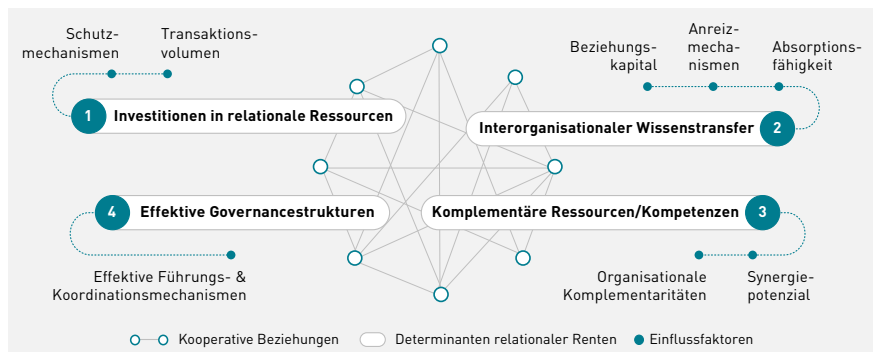 Schutz-
mechanismen
Transaktions-
volumen
1 Investitionen in relationale Ressourcen
Beziehungs-
kapital
Anreiz-
mecha-
nismen
Absorptions-
fähigkeit
Interorganisationaler Wissenstransfer 2
4 Effektive Governancestrukturen
Effektive Führungs- &
Koordinationsmechanismen
Komplementäre Ressourcen/Kompetenzen 3
Organisationale
Komplementaritäten
Synergie-
potenzial
Kooperative Beziehungen Determinanten relationaler Renten Einflussfaktoren